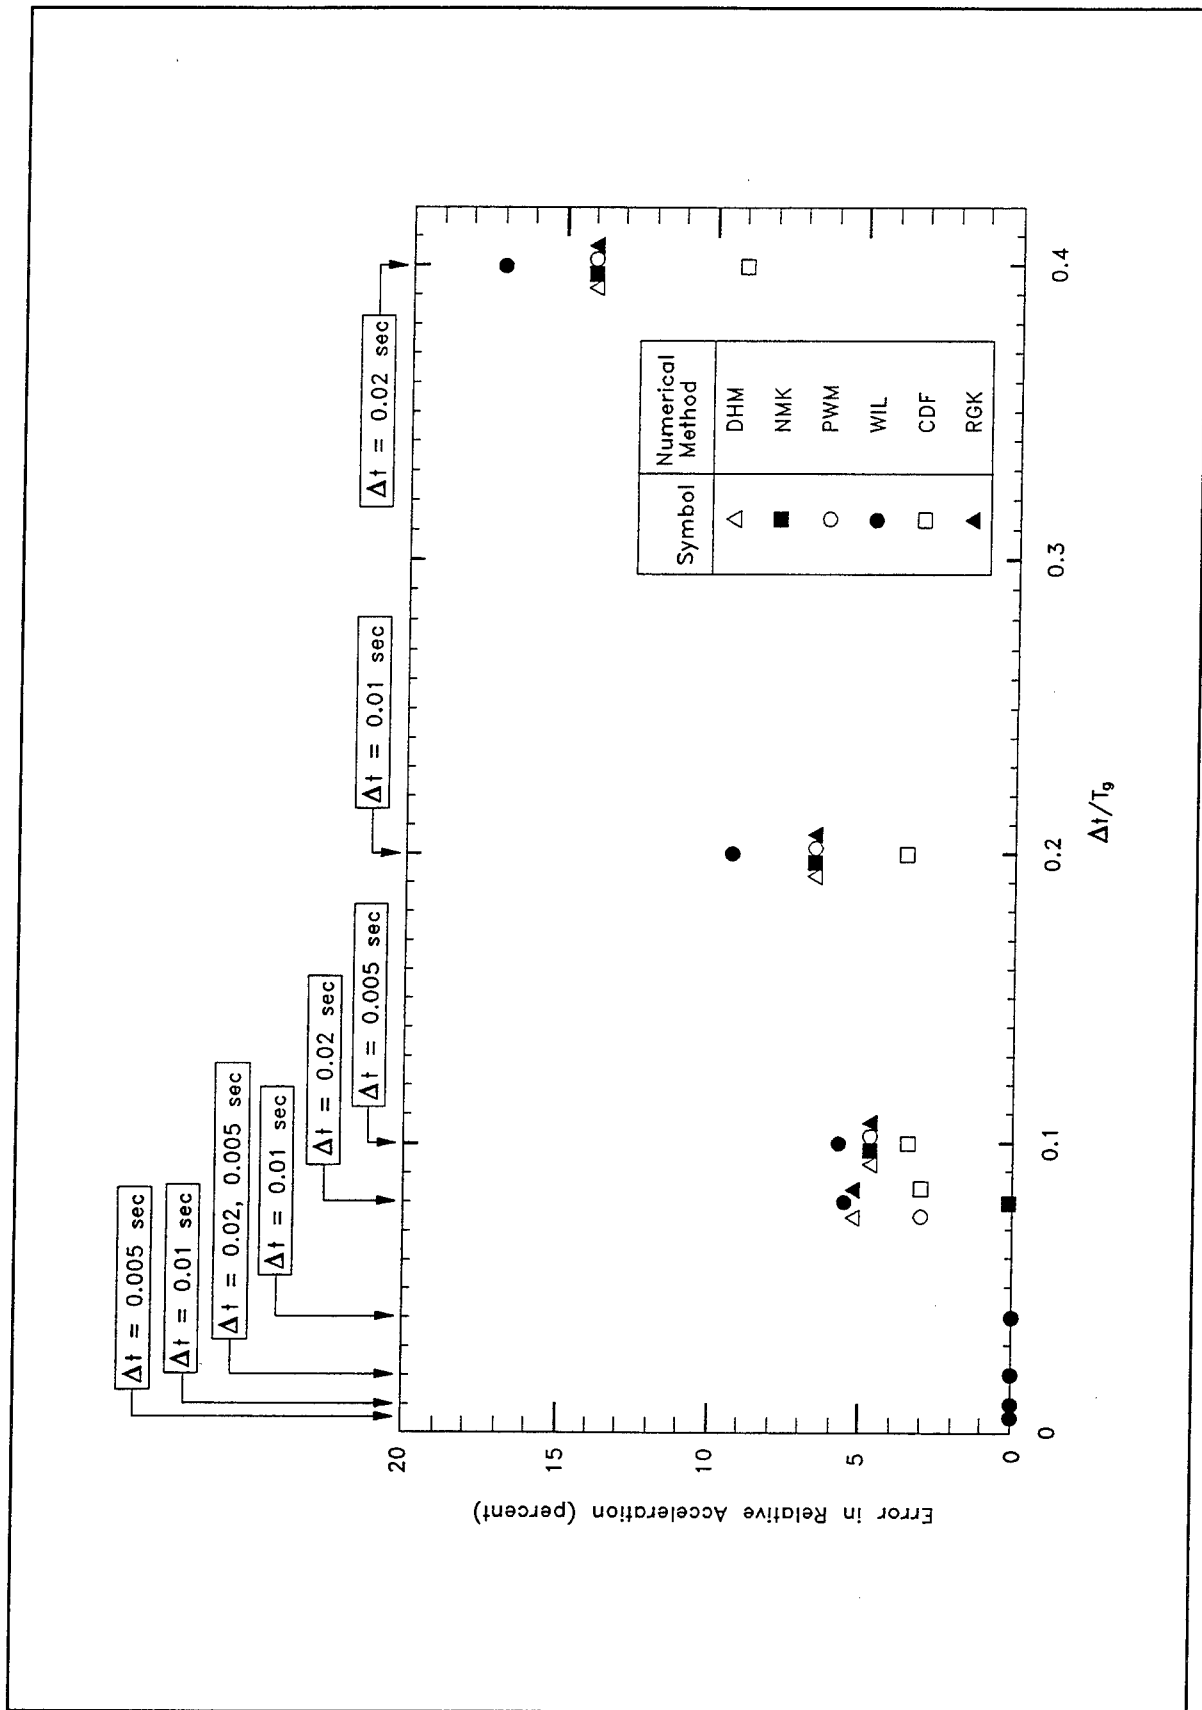 Δt = 0.005 sec
Δt = 0.01 sec
Δt = 0.02, 0.005 sec
Δt = 0.01 sec
Δt = 0.02 sec
Δt = 0.005 sec
Δt = 0.01 sec
Δt = 0.02 sec
Error in Relative Acceleration (percent)
20
15
10
5
0
Symbol Numerical Method
DHM
NMK
PWM
WIL
CDF
RGK
0 0.1 0.2 0.3 0.4
Δt/Tg